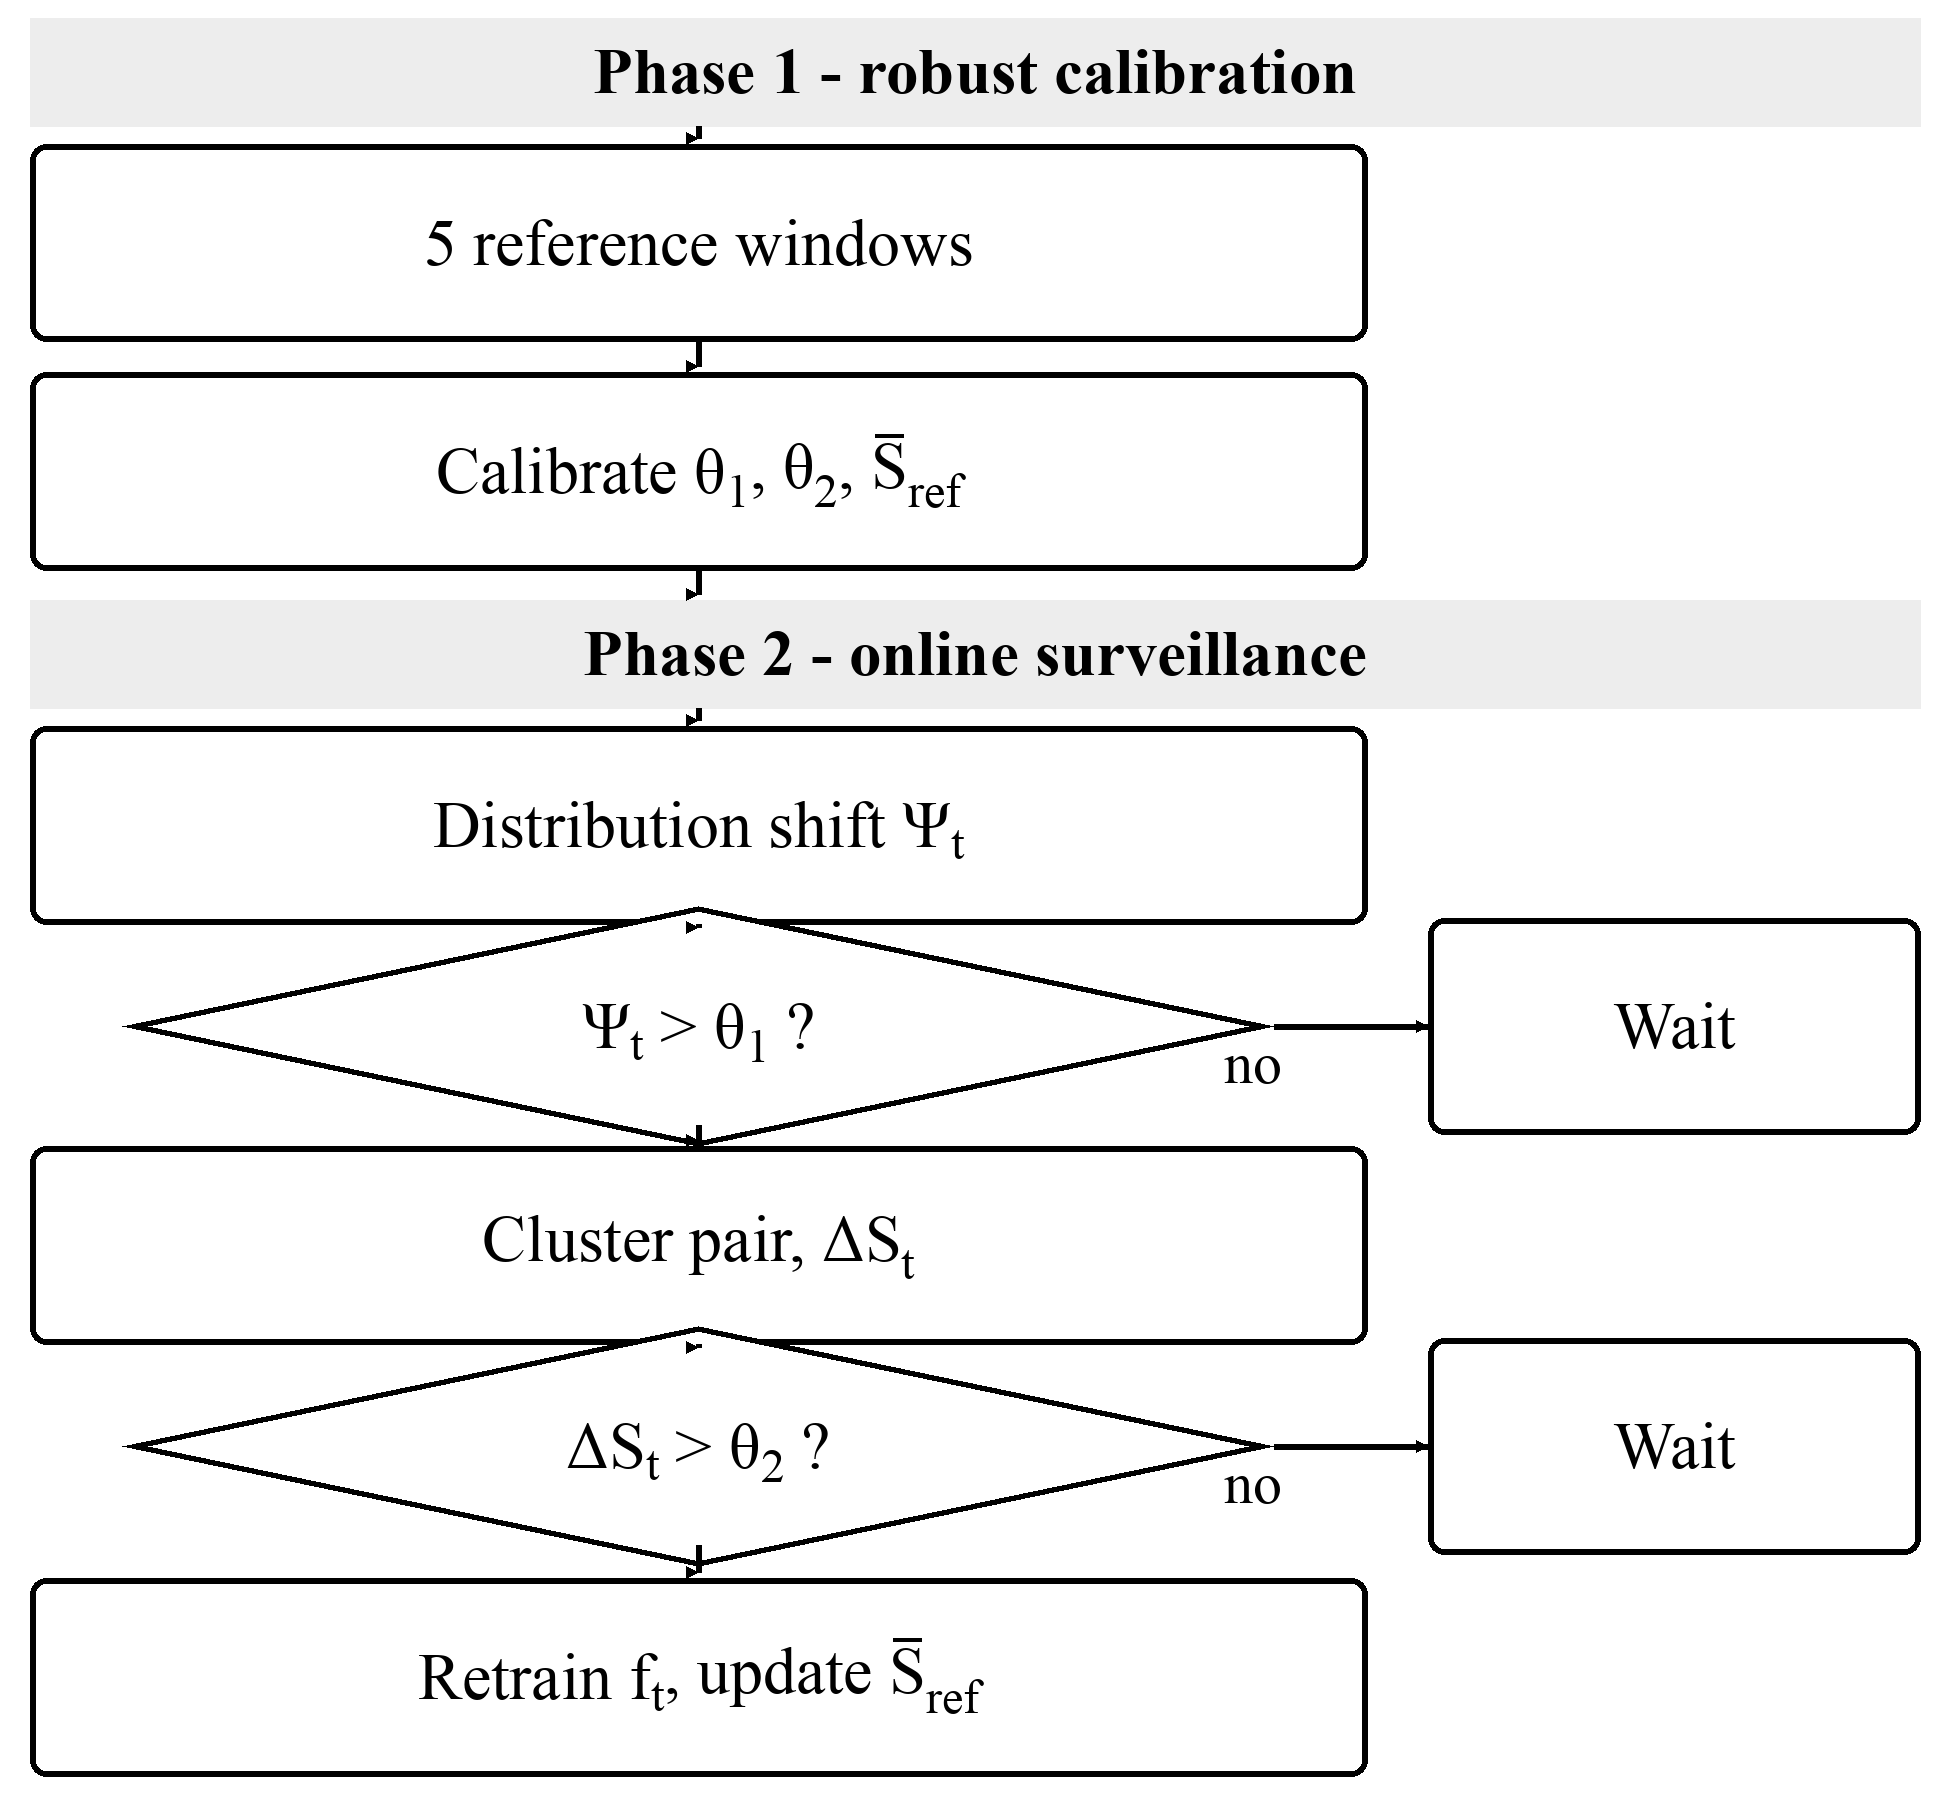 Phase 1 - robust calibration
5 reference windows
Calibrate θ₁, θ₂, S̅ref
Phase 2 - online surveillance
Distribution shift Ψt
Ψt > θ₁ ?
no
Wait
Cluster pair, ΔSt
ΔSt > θ₂ ?
no
Wait
Retrain ft, update S̅ref